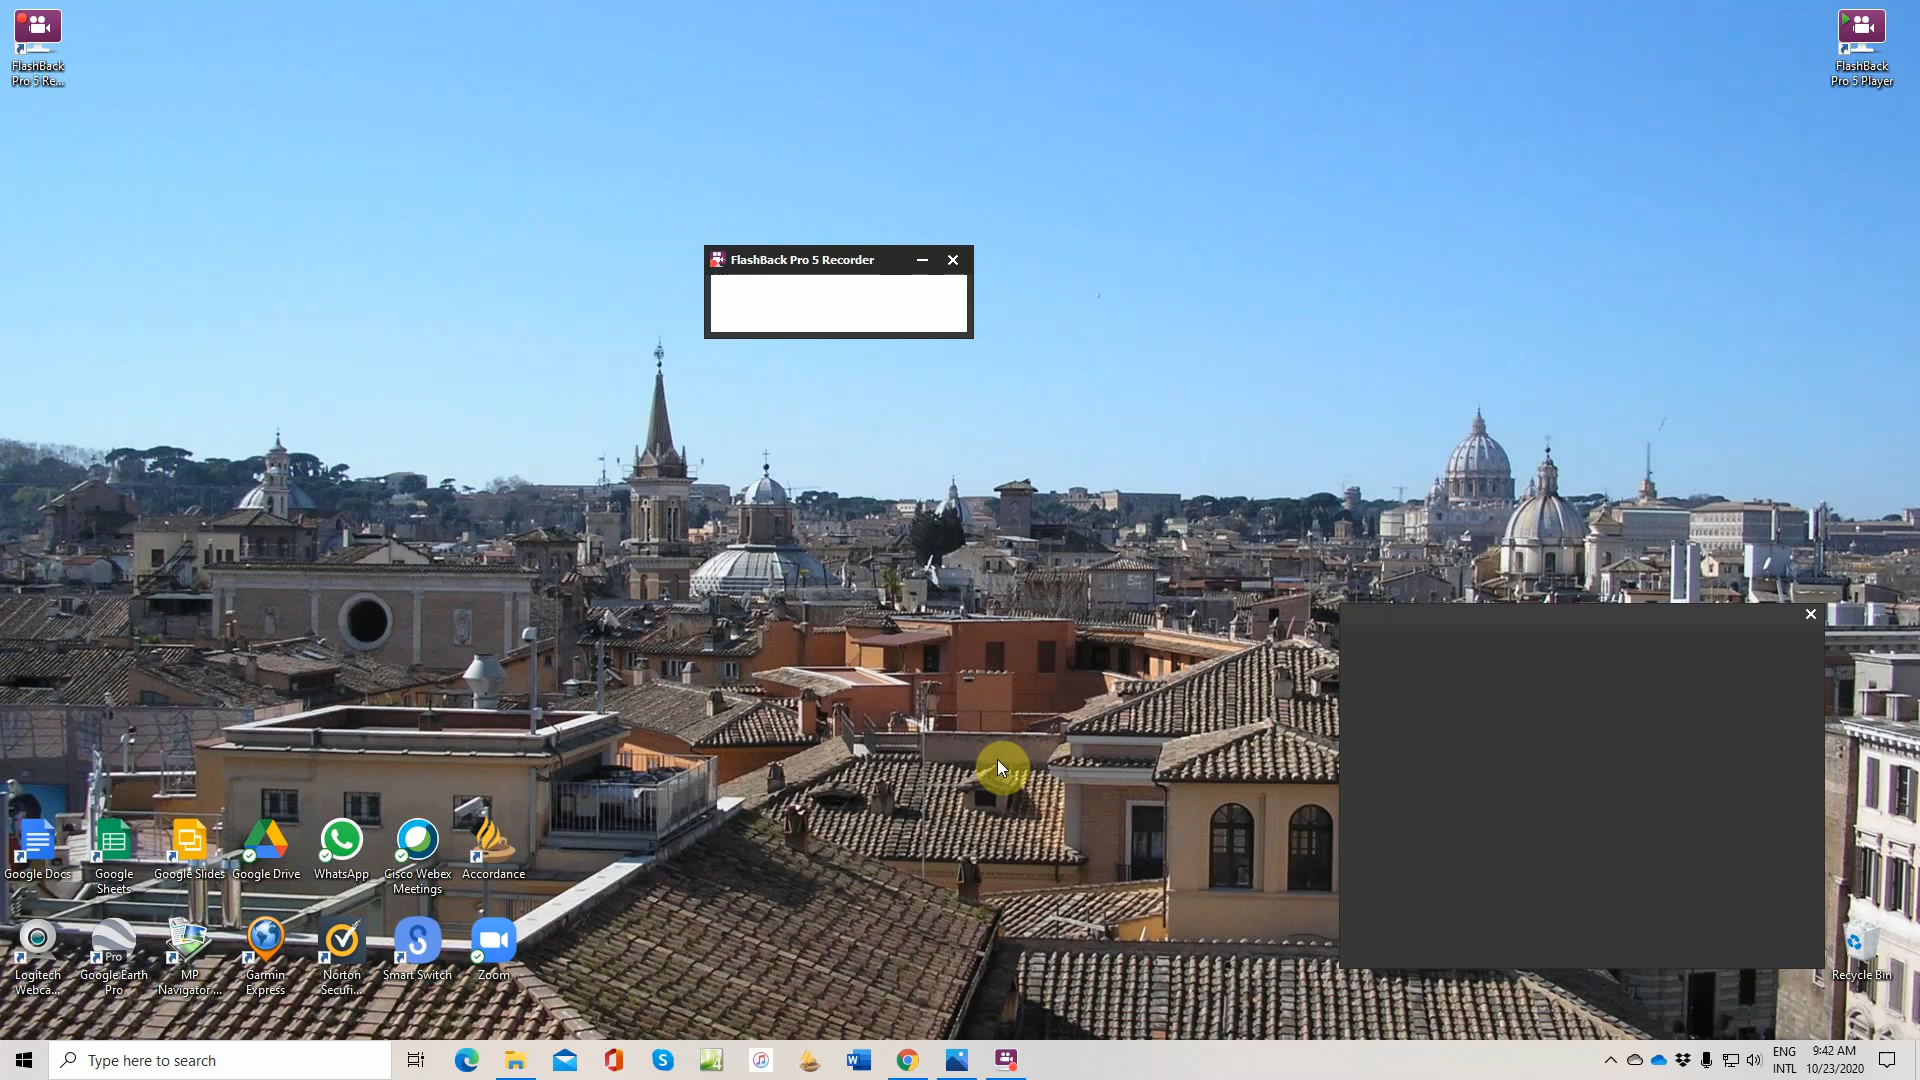 FlashBack
Pro 5 Re...
FlashBack
Pro 5 Player
FlashBack Pro 5 Recorder
Google Docs
Google
Sheets
Google Slides
Google Drive
WhatsApp
Cisco Webex
Meetings
Accordance
Logitech
Webca...
Pro
Google Earth
Pro
MP
Navigator ...
Garmin
Express
Norton
Securi...
Smart Switch
Zoom
Recycle Bin
Type here to search
ENG
INTL
9:42 AM
10/23/2020